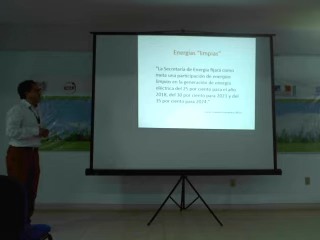 Energías "limpias"
"La Secretaría de Energía fijará como
meta una participación de energías
limpias en la generación de energía
eléctrica del 25 por ciento para el año
2018, del 30 por ciento para 2021 y del
35 por ciento para 2024."